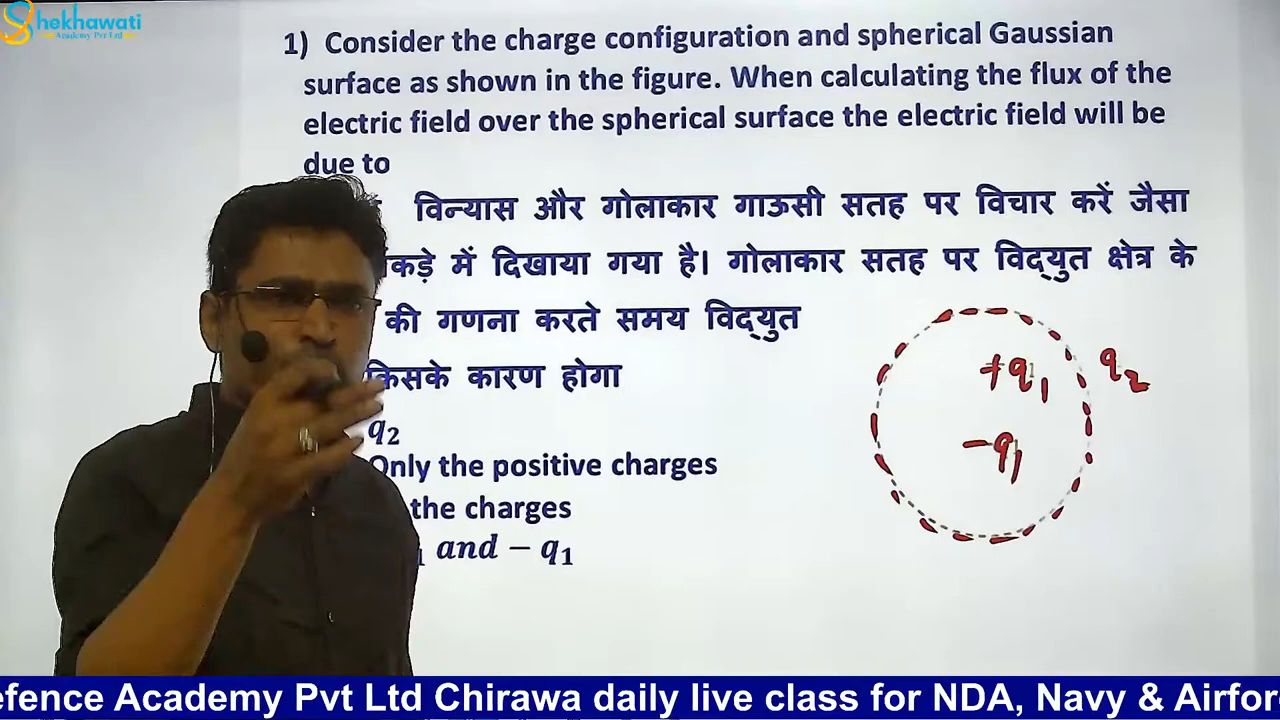 Shekhawati
Academy Pvt Ltd
1) Consider the charge configuration and spherical Gaussian
surface as shown in the figure. When calculating the flux of the
electric field over the spherical surface the electric field will be
due to
विन्यास और गोलाकार गाऊसी सतह पर विचार करें जैसा
कड़े में दिखाया गया है। गोलाकार सतह पर विद्युत क्षेत्र के
की गणना करते समय विद्युत
किसके कारण होगा
q₂
Only the positive charges
the charges
₁ and − q₁
+q₁
q₂
−q₁
efence Academy Pvt Ltd Chirawa daily live class for NDA, Navy & Airfor